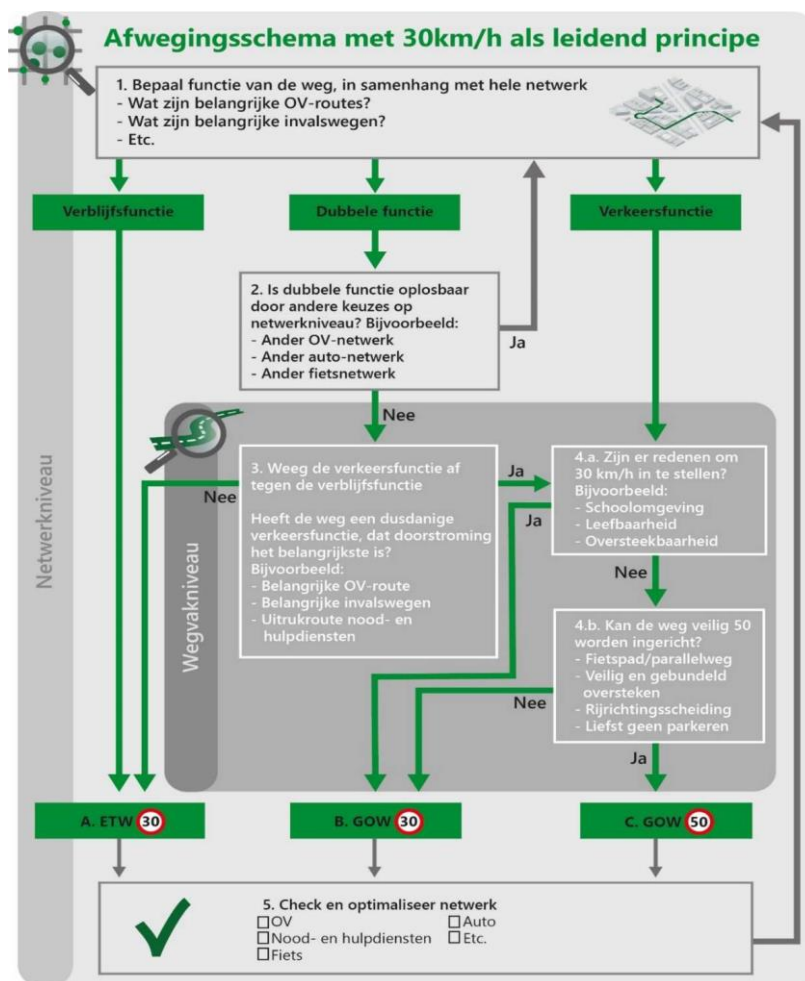 Afwegingsschema met 30km/h als leidend principe
1. Bepaal functie van de weg, in samenhang met hele netwerk
- Wat zijn belangrijke OV-routes?
- Wat zijn belangrijke invalswegen?
- Etc.
Verblijfsfunctie
Dubbele functie
Verkeersfunctie
2. Is dubbele functie oplosbaar
door andere keuzes op
netwerkniveau? Bijvoorbeeld:
- Ander OV-netwerk
- Ander auto-netwerk
- Ander fietsnetwerk
Ja
Nee
Netwerkniveau
Wegvakniveau
3. Weeg de verkeersfunctie af
tegen de verblijfsfunctie
Heeft de weg een dusdanige
verkeersfunctie, dat doorstroming
het belangrijkste is?
Bijvoorbeeld:
- Belangrijke OV-route
- Belangrijke invalswegen
- Uitrukroute nood- en
hulpdiensten
Nee
Ja
4.a. Zijn er redenen om
30 km/h in te stellen?
Bijvoorbeeld:
- Schoolomgeving
- Leefbaarheid
- Oversteekbaarheid
Ja
Nee
4.b. Kan de weg veilig 50
worden ingericht?
- Fietspad/parallelweg
- Veilig en gebundeld
oversteken
- Rijrichtingsscheiding
- Liefst geen parkeren
Nee
Ja
A. ETW 30
B. GOW 30
C. GOW 50
5. Check en optimaliseer netwerk
OV
Nood- en hulpdiensten
Fiets
Auto
Etc.